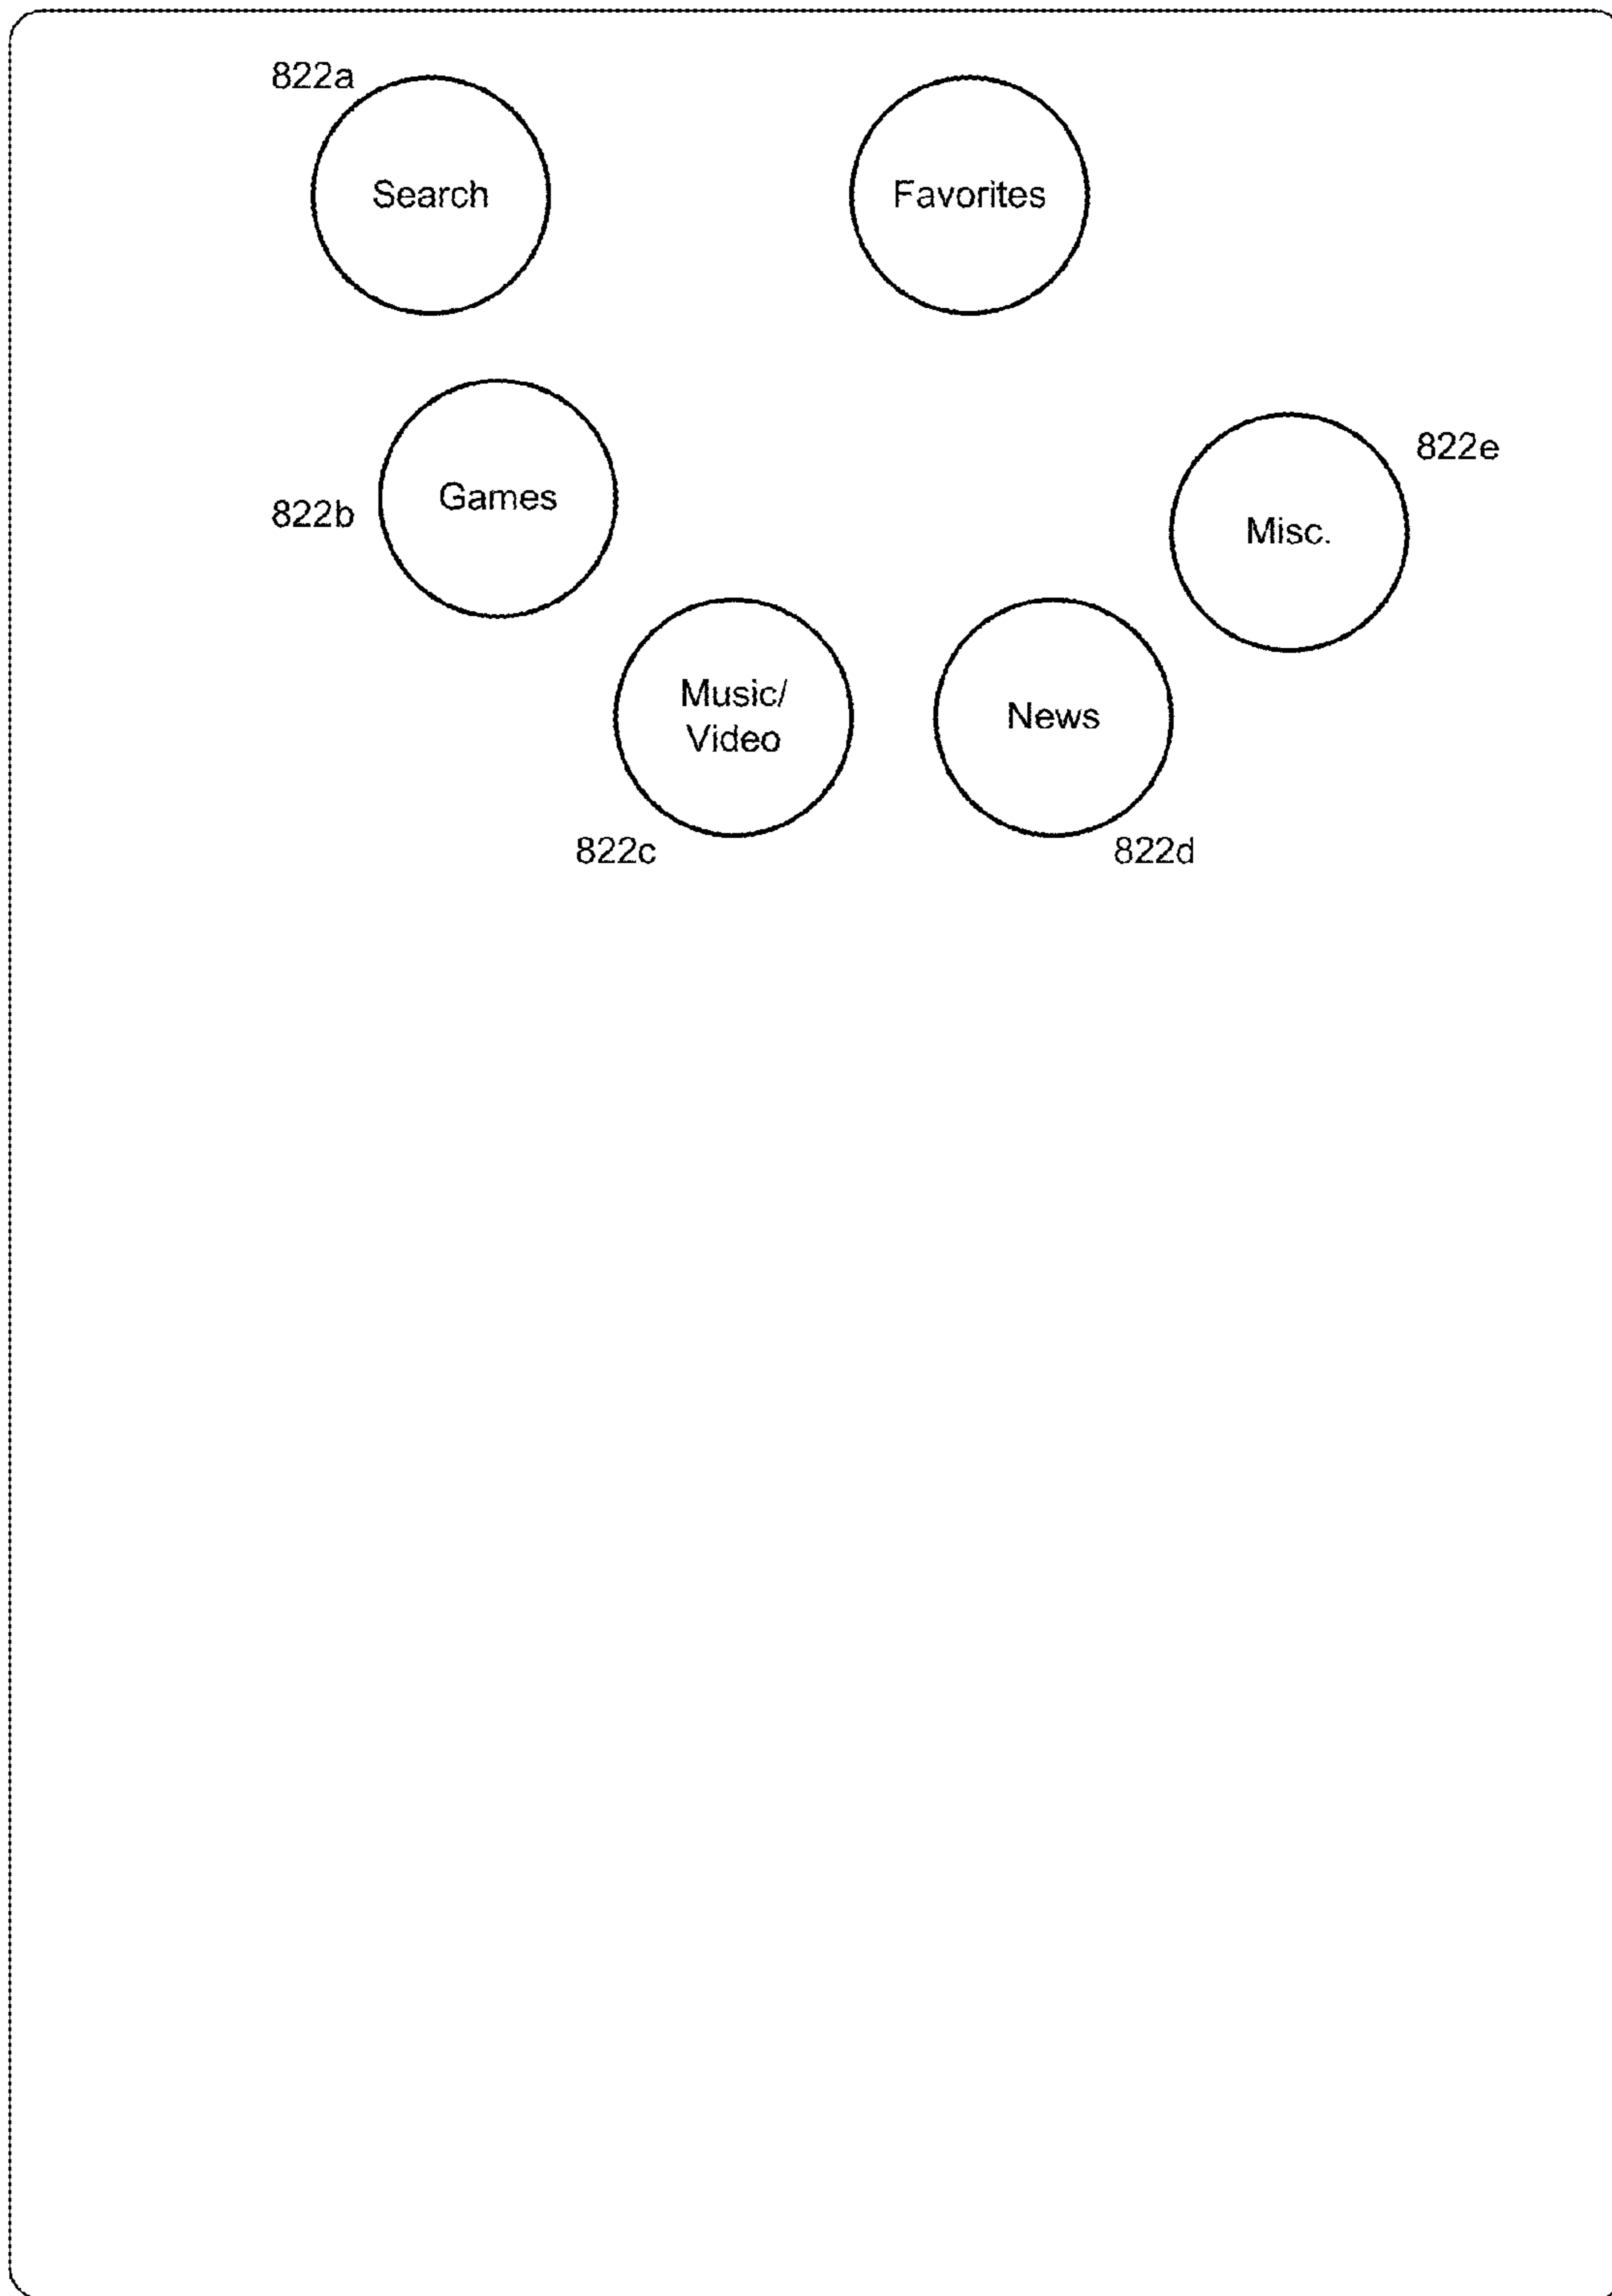 822a
Search
Favorites
822b
Games
822e
Misc.
Music/
Video
News
822c
822d